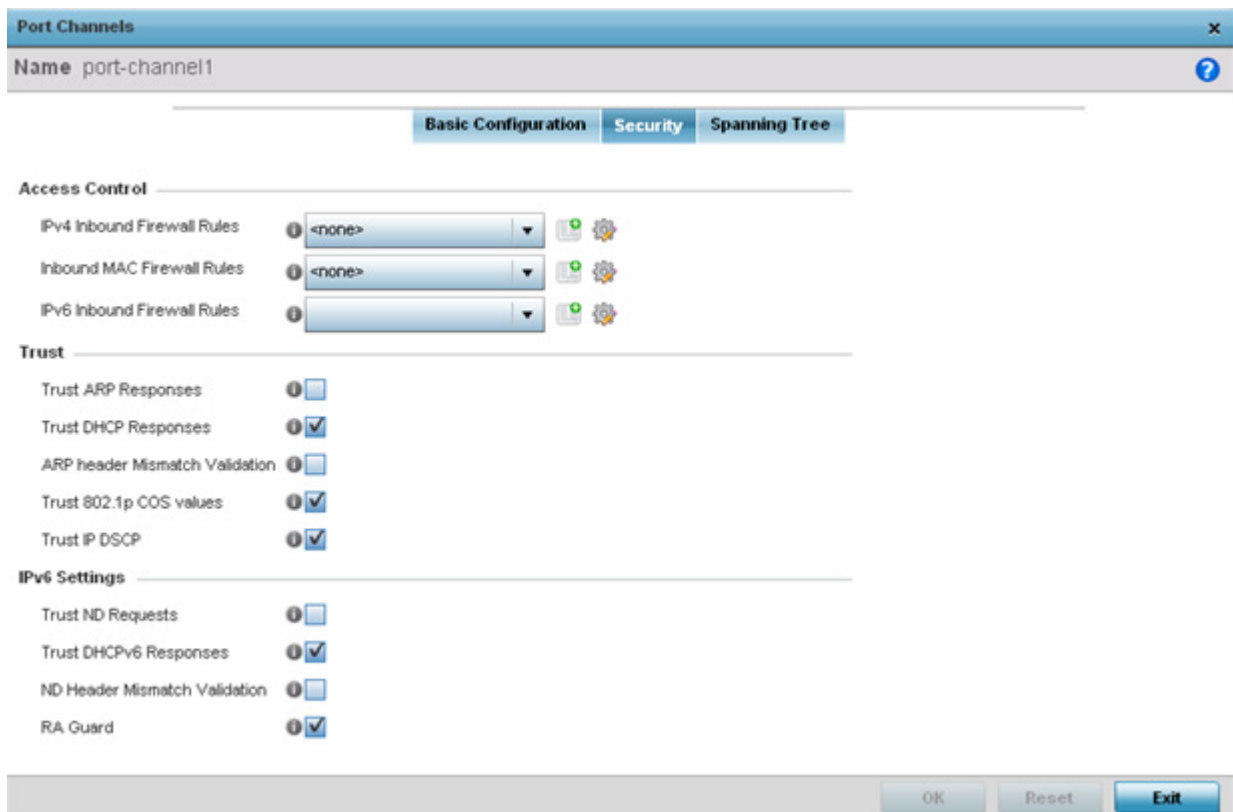 Port Channels
Name port-channel1
Basic Configuration Security Spanning Tree
Access Control
IPv4 Inbound Firewall Rules <none>
Inbound MAC Firewall Rules <none>
IPv6 Inbound Firewall Rules
Trust
Trust ARP Responses
Trust DHCP Responses
ARP header Mismatch Validation
Trust 802.1p COS values
Trust IP DSCP
IPv6 Settings
Trust ND Requests
Trust DHCPv6 Responses
ND Header Mismatch Validation
RA Guard
OK Reset Exit